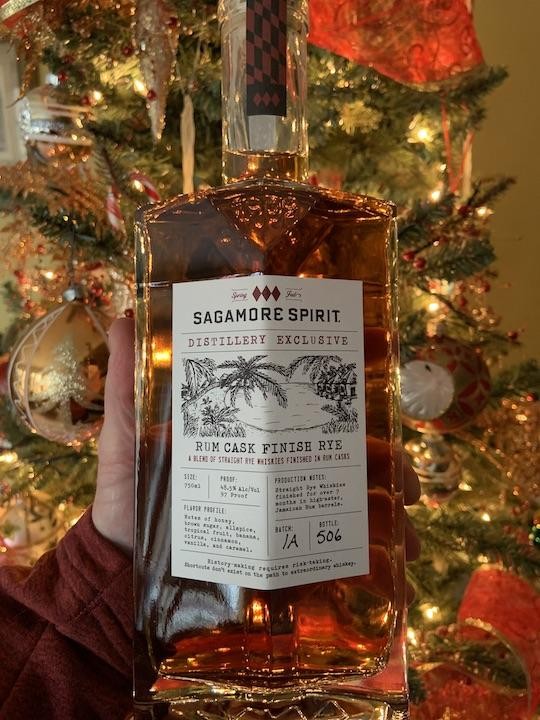 1909
Spring Fed
SAGAMORE SPIRIT.
DISTILLERY EXCLUSIVE
RUM CASK FINISH RYE
A BLEND OF STRAIGHT RYE WHISKIES FINISHED IN RUM CASKS
SIZE:
750ml
PROOF:
48.5% Alc/Vol
97 Proof
FLAVOR PROFILE:
Notes of honey,
brown sugar, allspice,
tropical fruit, banana,
citrus, cinnamon,
vanilla, and caramel.
PRODUCTION NOTES:
Straight Rye Whiskies
finished for over 7
months in high-ester,
Jamaican Rum barrels.
BATCH:
1A
BOTTLE:
506
History-making requires risk-taking.
Shortcuts don't exist on the path to extraordinary whiskey.